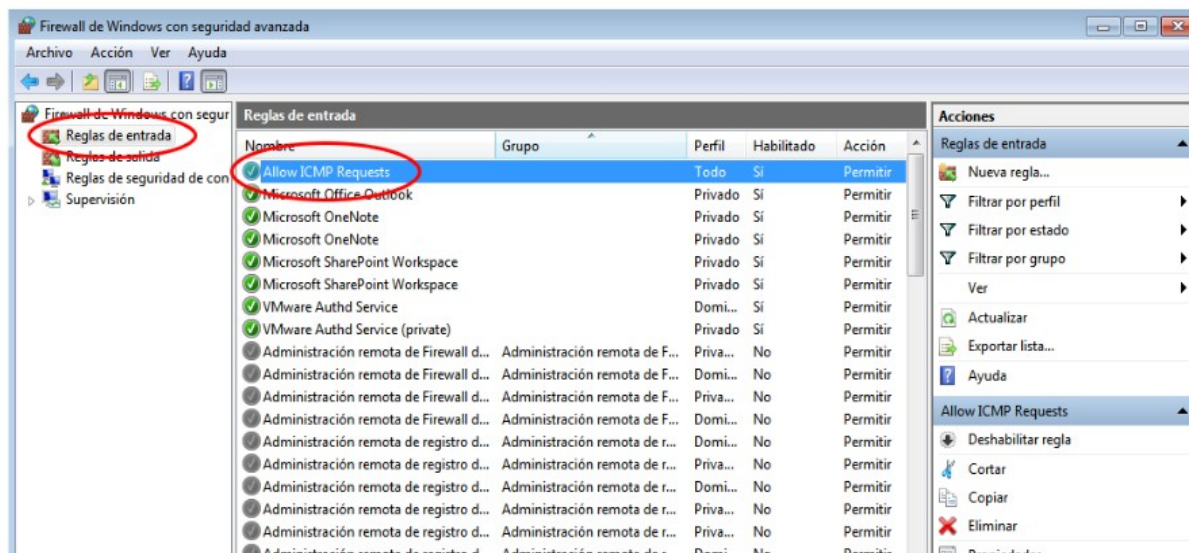 Firewall de Windows con seguridad avanzada
Archivo Acción Ver Ayuda
Firewall de Windows con segur
Reglas de entrada
Reglas de salida
Reglas de seguridad de con
Supervisión
Reglas de entrada
Nombre Grupo Perfil Habilitado Acción
Allow ICMP Requests Todo Sí Permitir
Microsoft Office Outlook Privado Sí Permitir
Microsoft OneNote Privado Sí Permitir
Microsoft OneNote Privado Sí Permitir
Microsoft SharePoint Workspace Privado Sí Permitir
Microsoft SharePoint Workspace Privado Sí Permitir
VMware Authd Service Domi... Sí Permitir
VMware Authd Service (private) Privado Sí Permitir
Administración remota de Firewall d... Administración remota de F... Priva... No Permitir
Administración remota de Firewall d... Administración remota de F... Domi... No Permitir
Administración remota de Firewall d... Administración remota de F... Priva... No Permitir
Administración remota de Firewall d... Administración remota de F... Domi... No Permitir
Administración remota de registro d... Administración remota de r... Domi... No Permitir
Administración remota de registro d... Administración remota de r... Priva... No Permitir
Administración remota de registro d... Administración remota de r... Domi... No Permitir
Administración remota de registro d... Administración remota de r... Priva... No Permitir
Administración remota de registro d... Administración remota de r... Priva... No Permitir
Acciones
Reglas de entrada
Nueva regla...
Filtrar por perfil
Filtrar por estado
Filtrar por grupo
Ver
Actualizar
Exportar lista...
Ayuda
Allow ICMP Requests
Deshabilitar regla
Cortar
Copiar
Eliminar